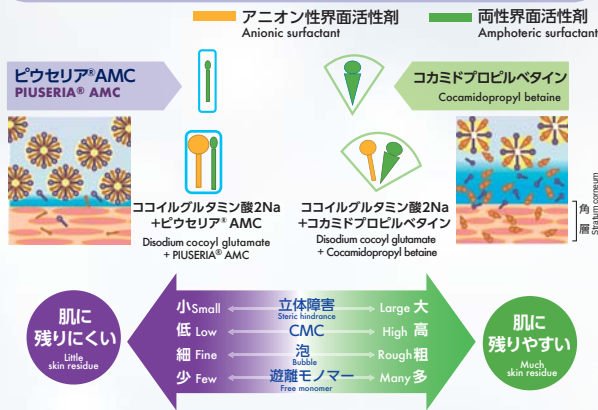 アニオン性界面活性剤
Anionic surfactant
両性界面活性剤
Amphoteric surfactant
ピウセリア®AMC
PIUSERIA® AMC
コカミドプロピルベタイン
Cocamidopropyl betaine
ココイルグルタミン酸2Na
+ピウセリア® AMC
Disodium cocoyl glutamate
+ PIUSERIA® AMC
ココイルグルタミン酸2Na
+コカミドプロピルベタイン
Disodium cocoyl glutamate
+ Cocamidopropyl betaine
角層
Stratum corneum
肌に
残りにくい
Little
skin residue
小 Small 立体障害 Large 大
Steric hindrance
低 Low CMC High 高
細 Fine 泡 Rough 粗
Bubble
少 Few 遊離モノマー Many 多
Free monomer
肌に
残りやすい
Much
skin residue